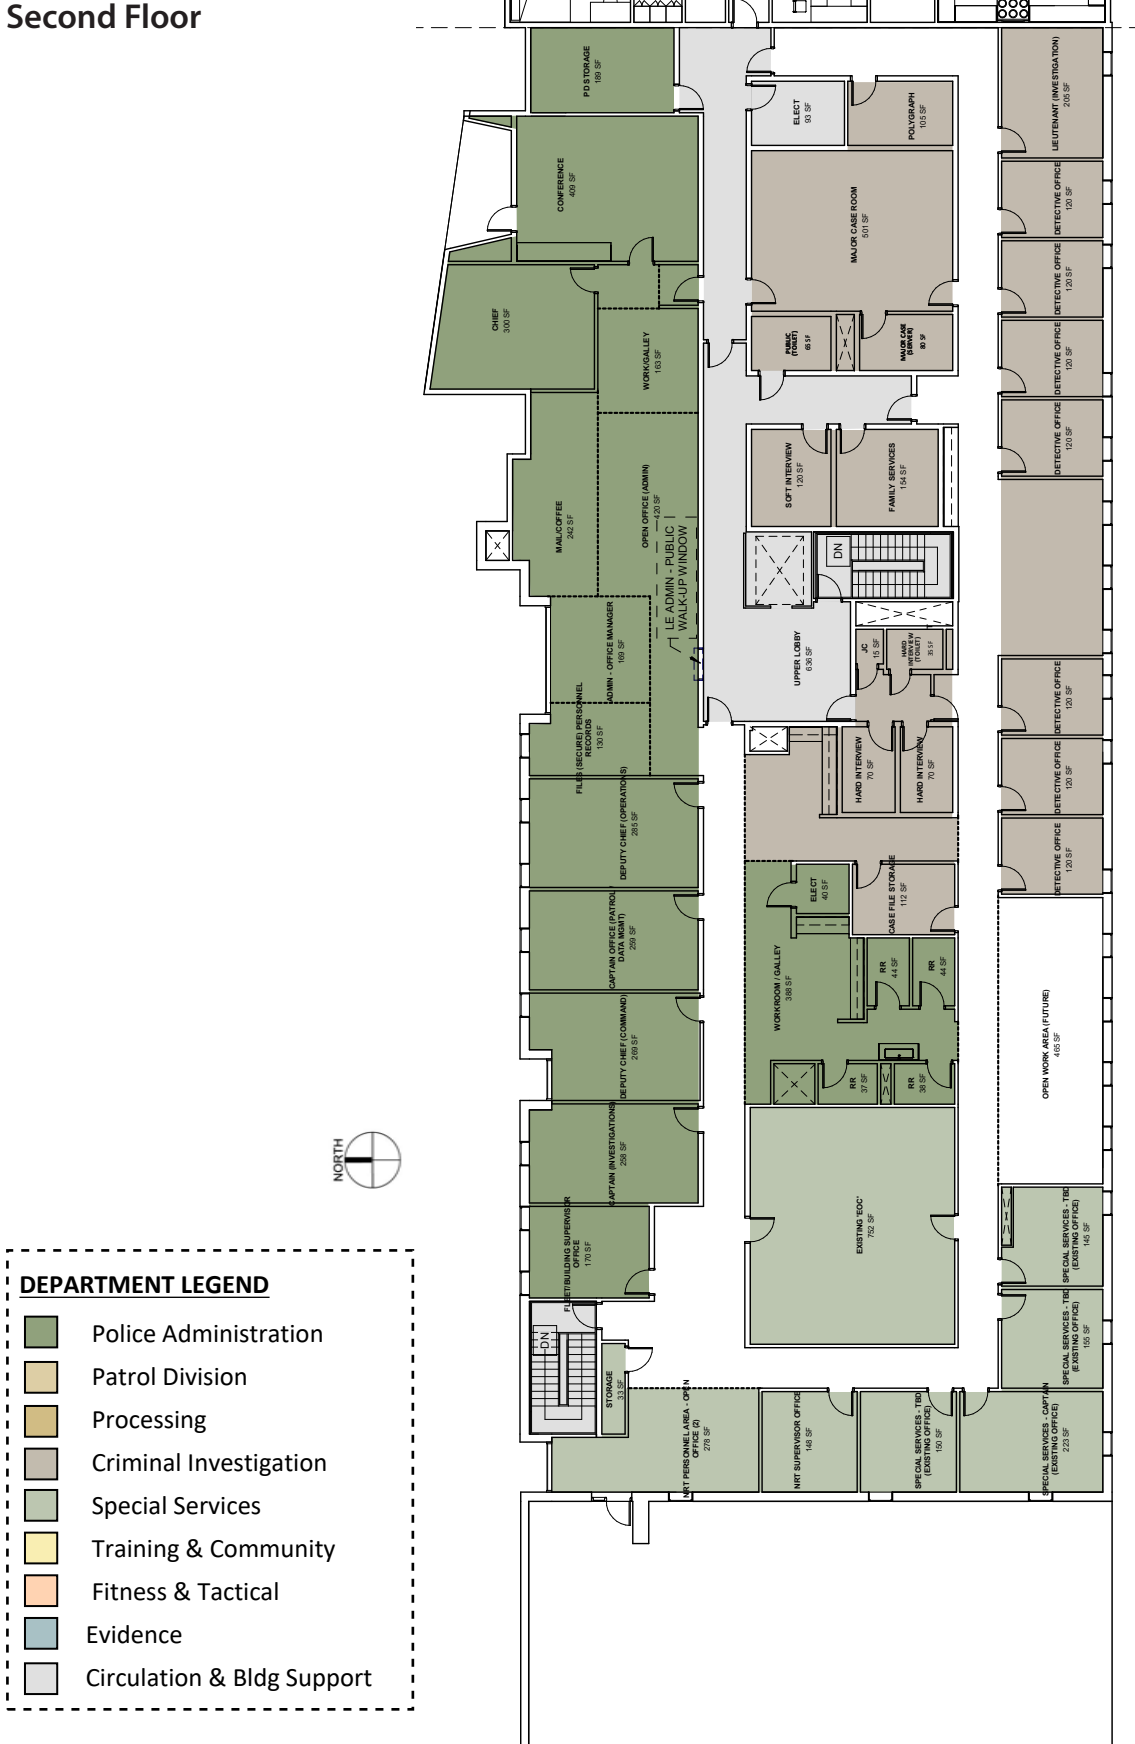 Second Floor
PD STORAGE
189 SF
CONFERENCE
409 SF
CHIEF
300 SF
WORK/GALLEY
163 SF
MAIL/COFFEE
242 SF
OPEN OFFICE (ADMIN)
420 SF
LE ADMIN - PUBLIC
WALK-UP WINDOW
ADMIN - OFFICE MANAGER
169 SF
FILES (SECURE) PERSONNEL
RECORDS
130 SF
DEPUTY CHIEF (OPERATIONS)
285 SF
CAPTAIN OFFICE (PATROL /
DATA MGMT)
259 SF
DEPUTY CHIEF (COMMAND)
269 SF
CAPTAIN (INVESTIGATIONS)
258 SF
FLEET/BUILDING SUPERVISOR
OFFICE
170 SF
DN
STORAGE
33 SF
NRT PERSONNEL AREA - OPEN
OFFICE (2)
278 SF
NRT SUPERVISOR OFFICE
148 SF
SPECIAL SERVICES - TBD
(EXISTING OFFICE)
150 SF
SPECIAL SERVICES - CAPTAIN
(EXISTING OFFICE)
223 SF
ELECT
93 SF
POLYGRAPH
105 SF
MAJOR CASE ROOM
501 SF
PUBLIC
(TOILET)
65 SF
MAJOR CASE
(SERVER)
80 SF
SOFT INTERVIEW
120 SF
FAMILY SERVICES
154 SF
DN
UPPER LOBBY
636 SF
JC
15 SF
HARD
INTERVIEW
(TOILET)
35 SF
HARD INTERVIEW
70 SF
HARD INTERVIEW
70 SF
ELECT
40 SF
CASE FILE STORAGE
112 SF
WORKROOM / GALLEY
388 SF
RR
44 SF
RR
44 SF
RR
37 SF
RR
38 SF
EXISTING 'EOC'
752 SF
LIEUTENANT (INVESTIGATION)
205 SF
DETECTIVE OFFICE
120 SF
DETECTIVE OFFICE
120 SF
DETECTIVE OFFICE
120 SF
DETECTIVE OFFICE
120 SF
DETECTIVE OFFICE
120 SF
DETECTIVE OFFICE
120 SF
DETECTIVE OFFICE
120 SF
OPEN WORK AREA (FUTURE)
465 SF
SPECIAL SERVICES - TBD
(EXISTING OFFICE)
145 SF
SPECIAL SERVICES - TBD
(EXISTING OFFICE)
155 SF
NORTH
DEPARTMENT LEGEND
Police Administration
Patrol Division
Processing
Criminal Investigation
Special Services
Training & Community
Fitness & Tactical
Evidence
Circulation & Bldg Support